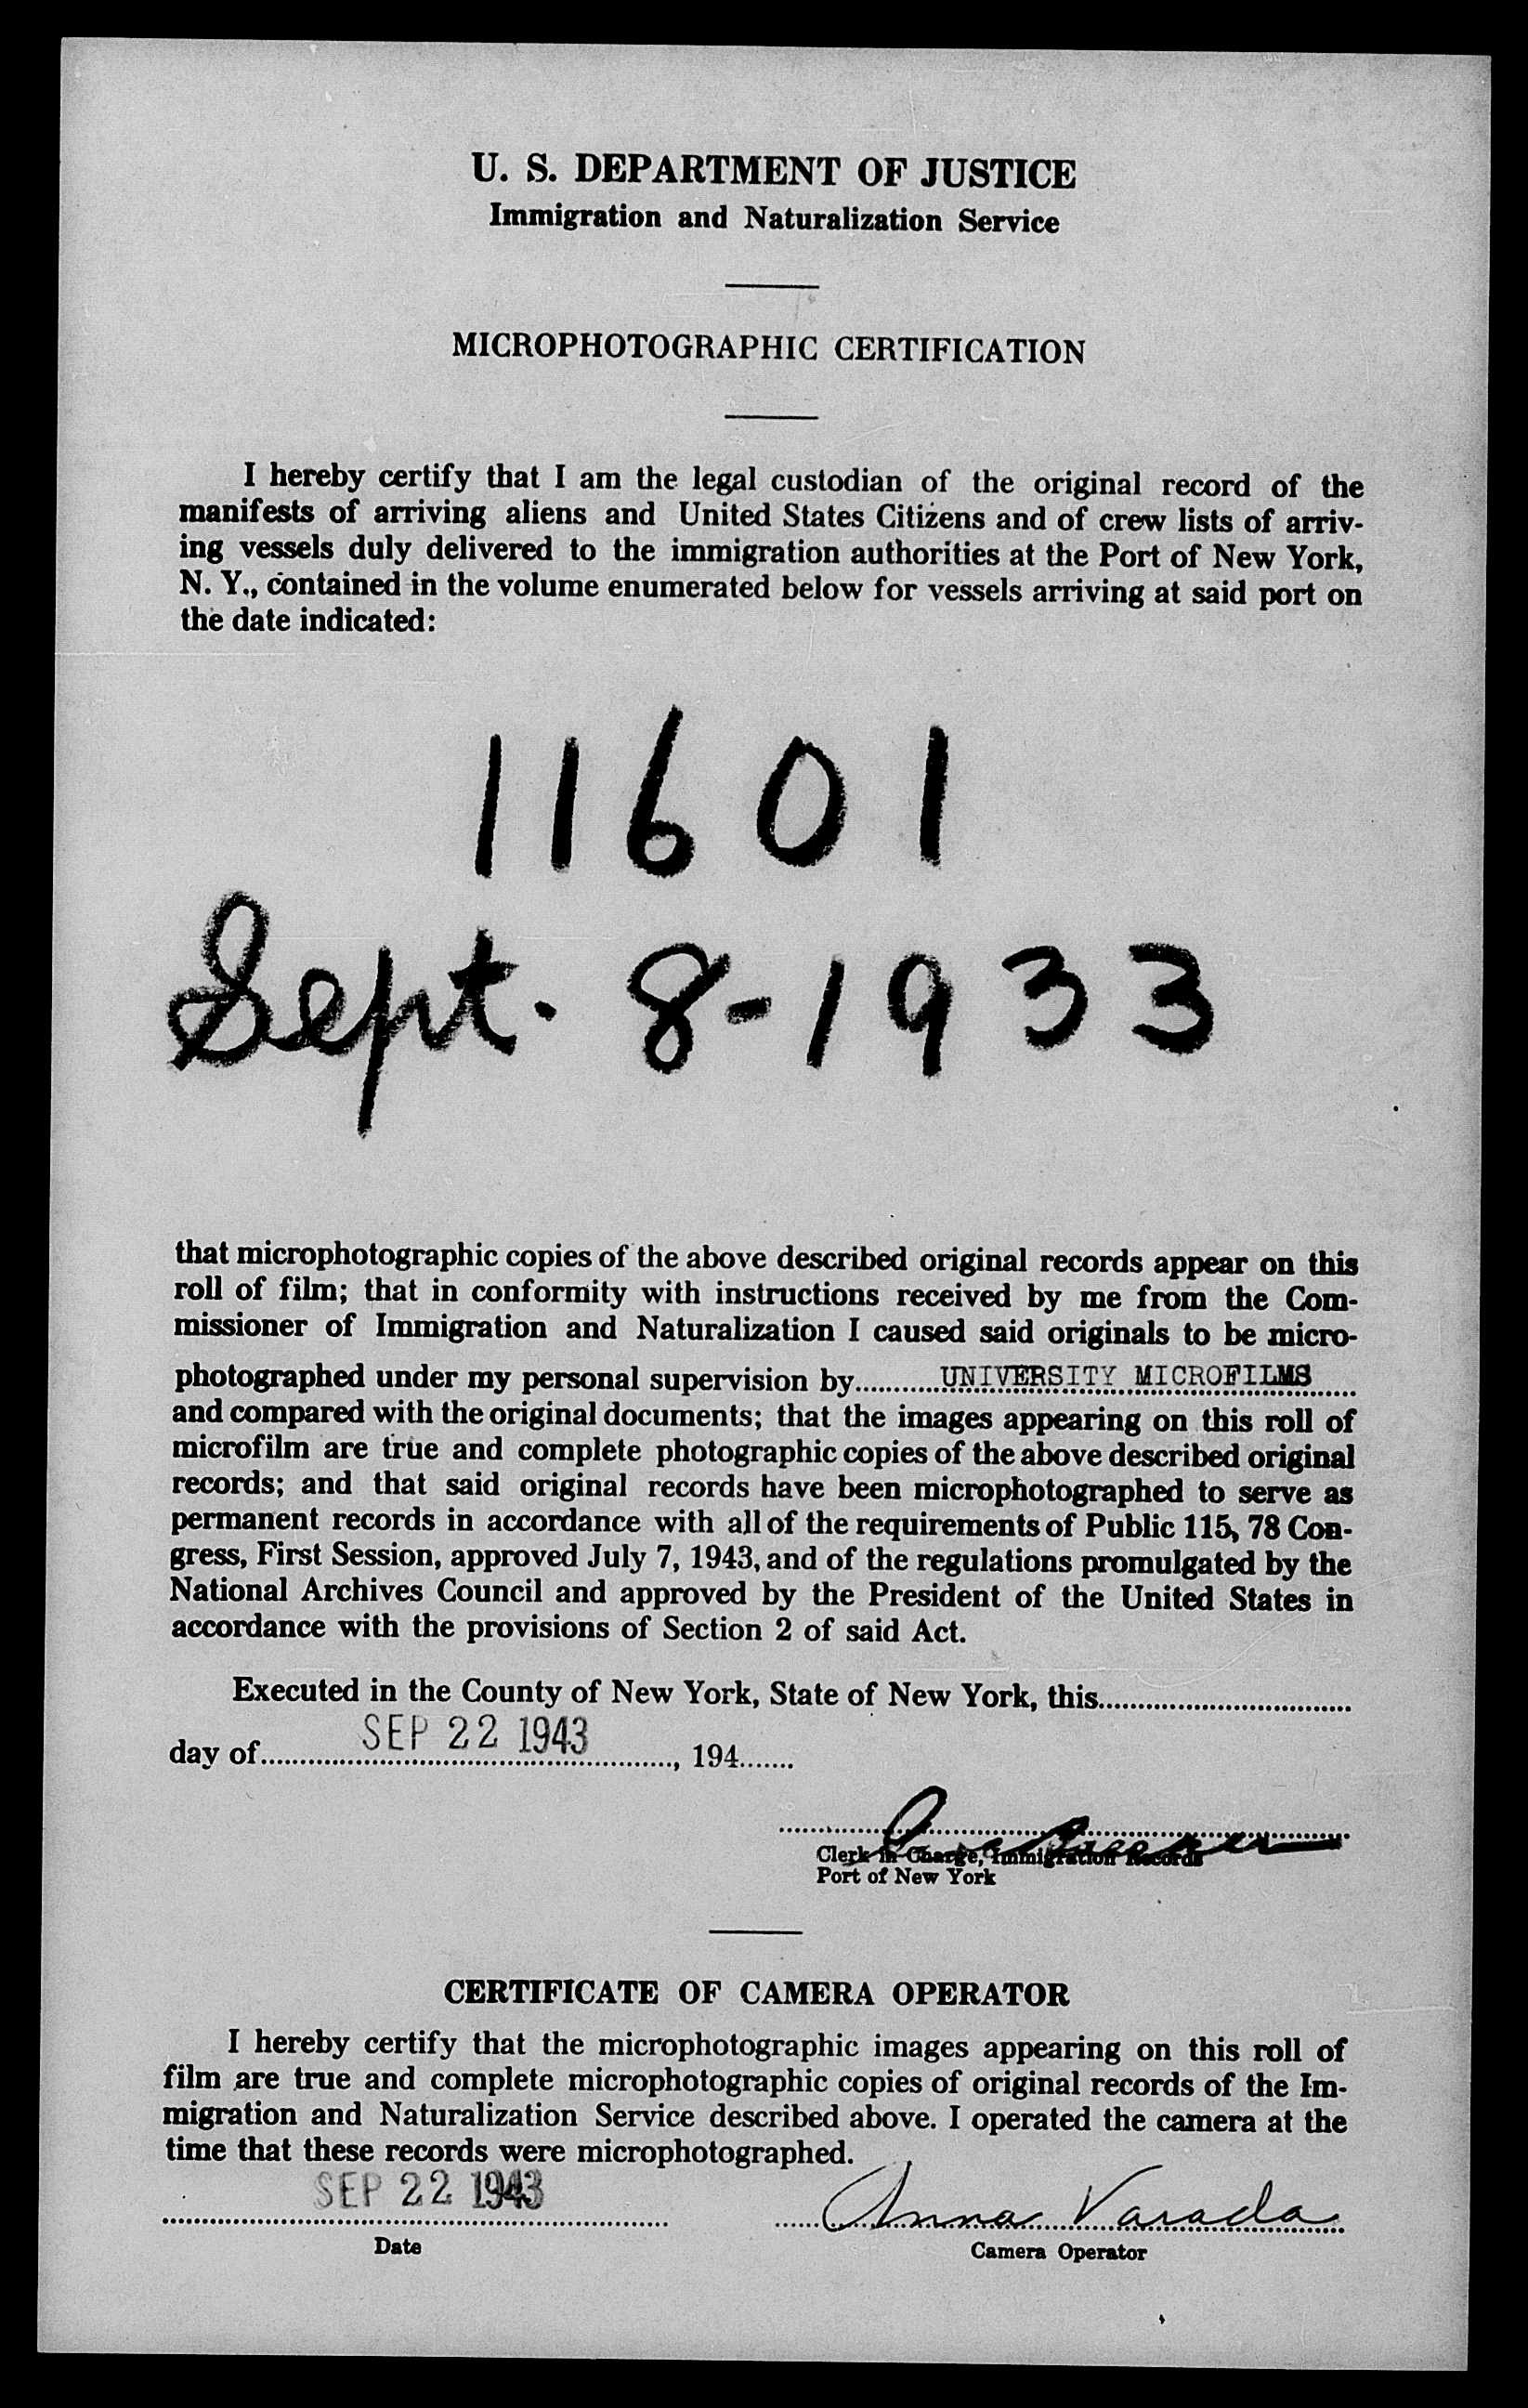 U. S. DEPARTMENT OF JUSTICE
Immigration and Naturalization Service
MICROPHOTOGRAPHIC CERTIFICATION
I hereby certify that I am the legal custodian of the original record of the
manifests of arriving aliens and United States Citizens and of crew lists of arriv-
ing vessels duly delivered to the immigration authorities at the Port of New York,
N. Y., contained in the volume enumerated below for vessels arriving at said port on
the date indicated:
11601
Sept. 8-1933
that microphotographic copies of the above described original records appear on this
roll of film; that in conformity with instructions received by me from the Com-
missioner of Immigration and Naturalization I caused said originals to be micro-
photographed under my personal supervision by...........UNIVERSITY MICROFILMS......
and compared with the original documents; that the images appearing on this roll of
microfilm are true and complete photographic copies of the above described original
records; and that said original records have been microphotographed to serve as
permanent records in accordance with all of the requirements of Public 115, 78 Con-
gress, First Session, approved July 7, 1943, and of the regulations promulgated by the
National Archives Council and approved by the President of the United States in
accordance with the provisions of Section 2 of said Act.
Executed in the County of New York, State of New York, this................................
day of............SEP 22 1943............, 194.......
Clerk in Charge, Immigration Records
Port of New York
CERTIFICATE OF CAMERA OPERATOR
I hereby certify that the microphotographic images appearing on this roll of
film are true and complete microphotographic copies of original records of the Im-
migration and Naturalization Service described above. I operated the camera at the
time that these records were microphotographed.
SEP 22 1943
Anna Varada
Date
Camera Operator